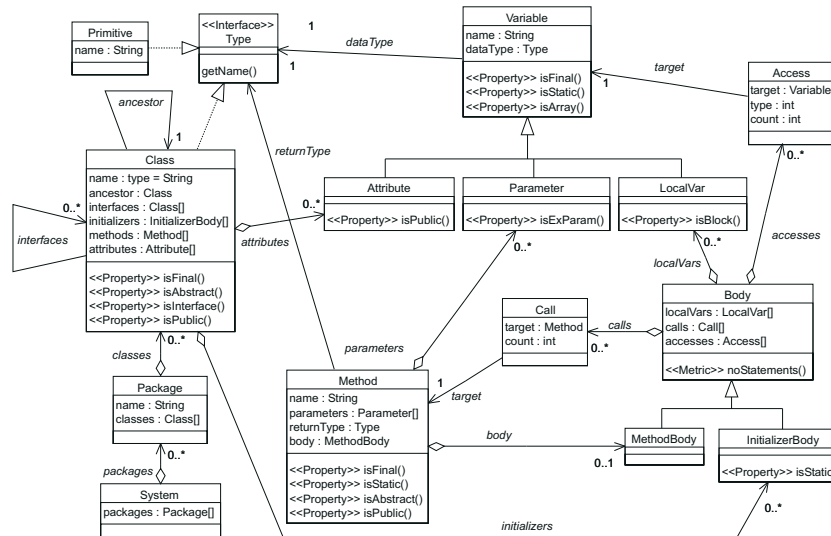 Primitive
name : String
<<Interface>>
Type
getName()
1
1
dataType
Variable
name : String
dataType : Type
<<Property>> isFinal()
<<Property>> isStatic()
<<Property>> isArray()
target
1
Access
target : Variable
type : int
count : int
0..*
ancestor
1
returnType
Class
name : type = String
ancestor : Class
interfaces : Class[]
initializers : InitializerBody[]
methods : Method[]
attributes : Attribute[]
<<Property>> isFinal()
<<Property>> isAbstract()
<<Property>> isInterface()
<<Property>> isPublic()
0..*
interfaces
0..*
attributes
Attribute
<<Property>> isPublic()
Parameter
<<Property>> isExParam()
0..*
LocalVar
<<Property>> isBlock()
0..*
localVars
accesses
Body
localVars : LocalVar[]
calls : Call[]
accesses : Access[]
<<Metric>> noStatements()
Call
target : Method
count : int
calls
0..*
0..*
classes
parameters
1
target
Package
name : String
classes : Class[]
0..*
packages
System
packages : Package[]
Method
name : String
parameters : Parameter[]
returnType : Type
body : MethodBody
<<Property>> isFinal()
<<Property>> isStatic()
<<Property>> isAbstract()
<<Property>> isPublic()
body
0..1
MethodBody
InitializerBody
<<Property>> isStatic
0..*
initializers